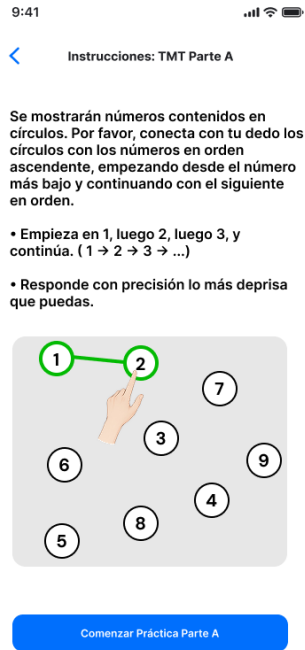 9:41
Instrucciones: TMT Parte A
Se mostrarán números contenidos en
círculos. Por favor, conecta con tu dedo los
círculos con los números en orden
ascendente, empezando desde el número
más bajo y continuando con el siguiente
en orden.
• Empieza en 1, luego 2, luego 3, y
continúa. ( 1 → 2 → 3 → ...)
• Responde con precisión lo más deprisa
que puedas.
1
2
7
3
6
9
4
8
5
Comenzar Práctica Parte A